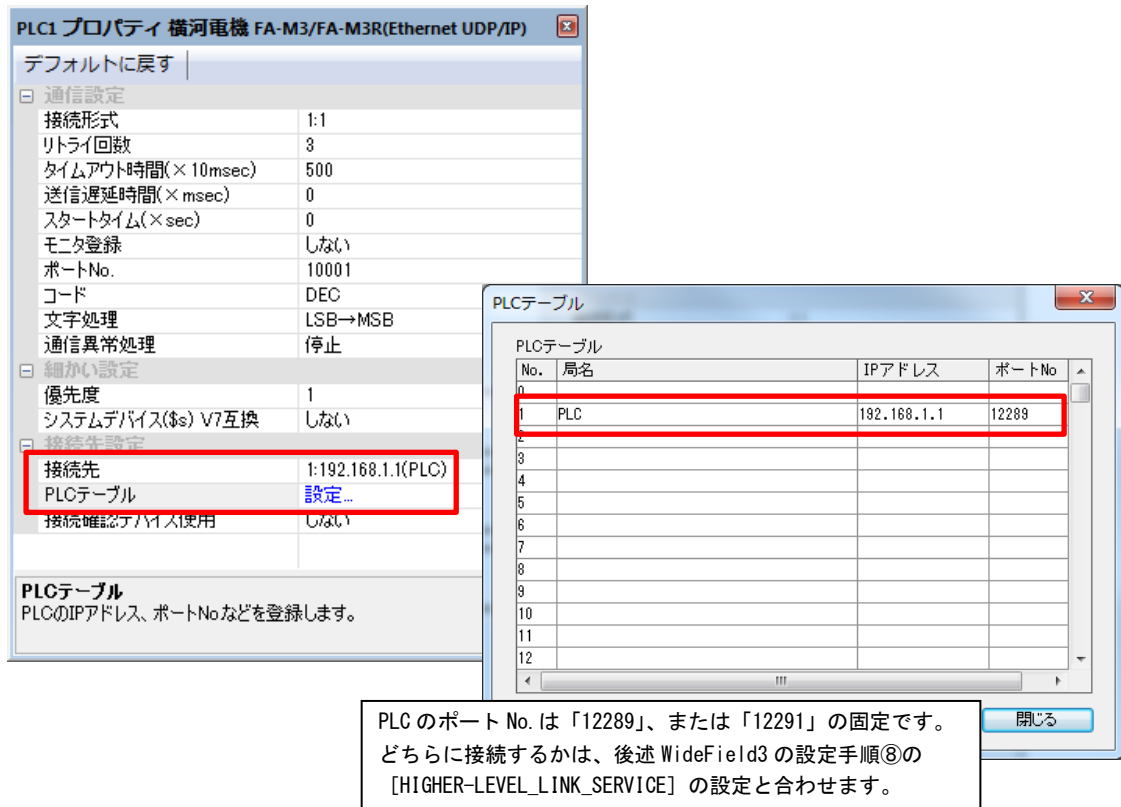 PLC1 プロパティ 横河電機 FA-M3/FA-M3R(Ethernet UDP/IP)
デフォルトに戻す
通信設定
接続形式 1:1
リトライ回数 3
タイムアウト時間(×10msec) 500
送信遅延時間(×msec) 0
スタートタイム(×sec) 0
モニタ登録 しない
ポートNo. 10001
コード DEC
文字処理 LSB→MSB
通信異常処理 停止
細かい設定
優先度 1
システムデバイス($s) V7互換 しない
接続先設定
接続先 1:192.168.1.1(PLC)
PLCテーブル 設定...
接続確認デバイス使用 しない
PLCテーブル
PLCのIPアドレス、ポートNoなどを登録します。
PLCテーブル
PLCテーブル
No. 局名 IPアドレス ポートNo
0
1 PLC 192.168.1.1 12289
2
3
4
5
6
7
8
9
10
11
12
閉じる
PLC のポート No.は「12289」、または「12291」の固定です。
どちらに接続するかは、後述 WideField3 の設定手順⑧の
[HIGHER-LEVEL_LINK_SERVICE] の設定と合わせます。